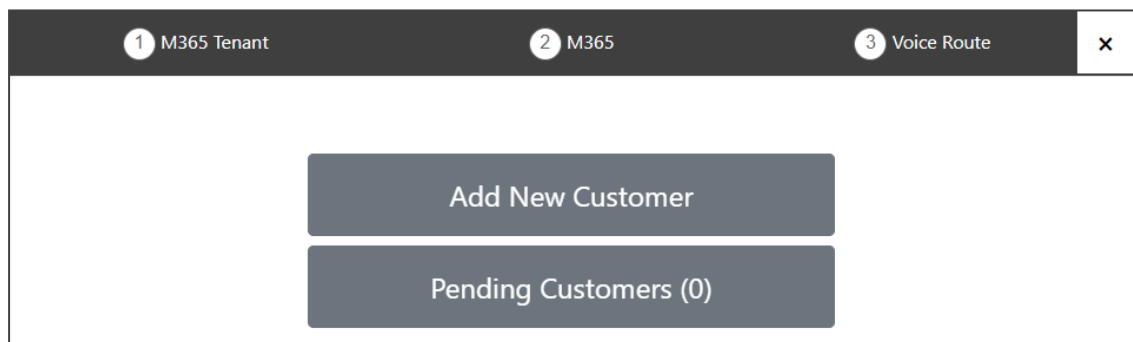 1 M365 Tenant 2 M365 3 Voice Route ×
Add New Customer
Pending Customers (0)